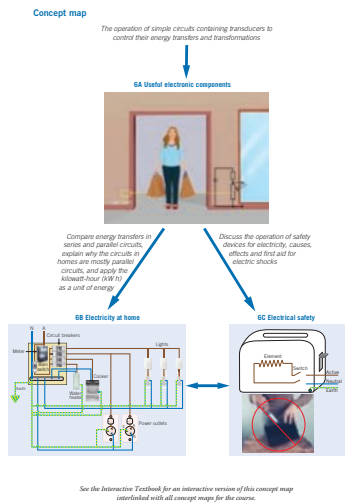 Concept map
The operation of simple circuits containing transducers to
control their energy transfers and transformations
6A Useful electronic components
Compare energy transfers in
series and parallel circuits,
explain why the circuits in
homes are mostly parallel
circuits, and apply the
kilowatt-hour (kW h)
as a unit of energy
Discuss the operation of safety
devices for electricity, causes,
effects and first aid for
electric shocks
6B Electricity at home
N A
Circuit breakers
Meter
Main
switch
Lights
Cooker
Water
heater
Earth
Power outlets
6C Electrical safety
Element
Switch
Active
Neutral
Earth
See the Interactive Textbook for an interactive version of this concept map
interlinked with all concept maps for the course.